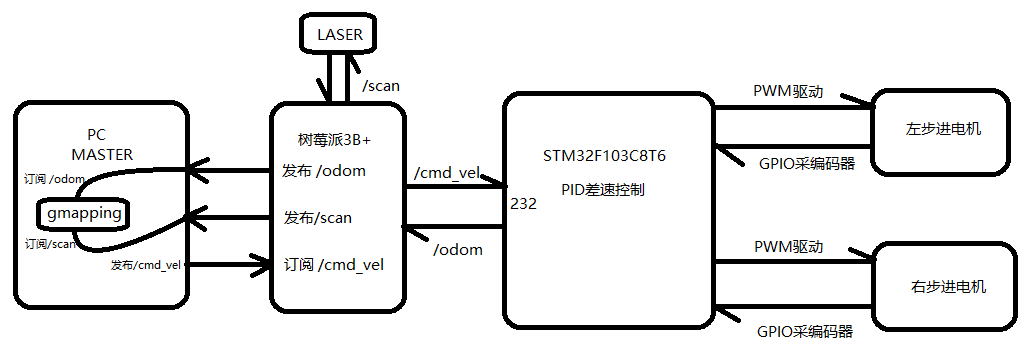 LASER
/scan
PC
MASTER
订阅 /odom
gmapping
订阅/scan
发布/cmd_vel
树莓派3B+
发布 /odom
发布/scan
订阅 /cmd_vel
/cmd_vel
/odom
232
STM32F103C8T6
PID差速控制
PWM驱动
GPIO采编码器
左步进电机
PWM驱动
GPIO采编码器
右步进电机